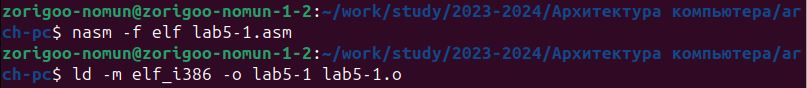 zorigoo-nomun@zorigoo-nomun-1-2:~/work/study/2023-2024/Архитектура компьютера/ar
ch-pc$ nasm -f elf lab5-1.asm
zorigoo-nomun@zorigoo-nomun-1-2:~/work/study/2023-2024/Архитектура компьютера/ar
ch-pc$ ld -m elf_i386 -o lab5-1 lab5-1.o